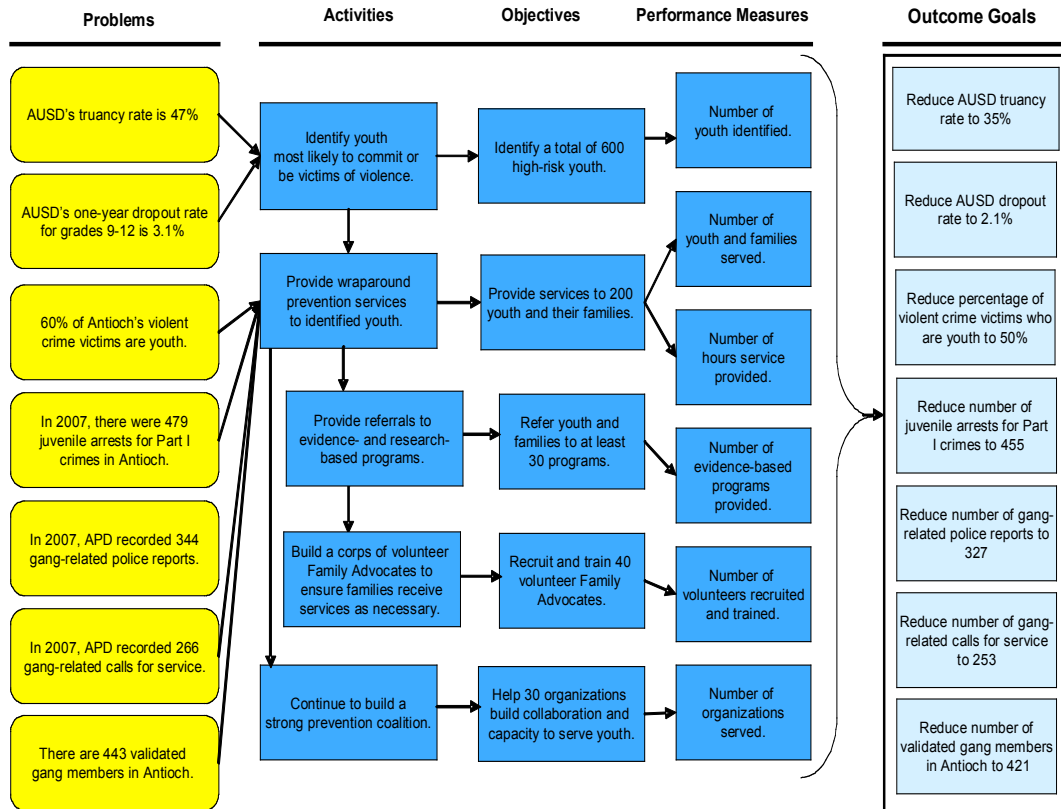 Problems
Activities
Objectives
Performance Measures
Outcome Goals
AUSD's truancy rate is 47%
AUSD's one-year dropout rate
for grades 9-12 is 3.1%
60% of Antioch's violent
crime victims are youth.
In 2007, there were 479
juvenile arrests for Part I
crimes in Antioch.
In 2007, APD recorded 344
gang-related police reports.
In 2007, APD recorded 266
gang-related calls for service.
There are 443 validated
gang members in Antioch.
Identify youth
most likely to commit or
be victims of violence.
Provide wraparound
prevention services
to identified youth.
Provide referrals to
evidence- and research-
based programs.
Build a corps of volunteer
Family Advocates to
ensure families receive
services as necessary.
Continue to build a
strong prevention coalition.
Identify a total of 600
high-risk youth.
Provide services to 200
youth and their families.
Refer youth and
families to at least
30 programs.
Recruit and train 40
volunteer Family
Advocates.
Help 30 organizations
build collaboration and
capacity to serve youth.
Number of
youth identified.
Number of
youth and families
served.
Number of
hours service
provided.
Number of
evidence-based
programs
provided.
Number of
volunteers recruited
and trained.
Number of
organizations
served.
Reduce AUSD truancy
rate to 35%
Reduce AUSD dropout
rate to 2.1%
Reduce percentage of
violent crime victims who
are youth to 50%
Reduce number of
juvenile arrests for Part
I crimes to 455
Reduce number of gang-
related police reports to
327
Reduce number of gang-
related calls for service
to 253
Reduce number of
validated gang members
in Antioch to 421